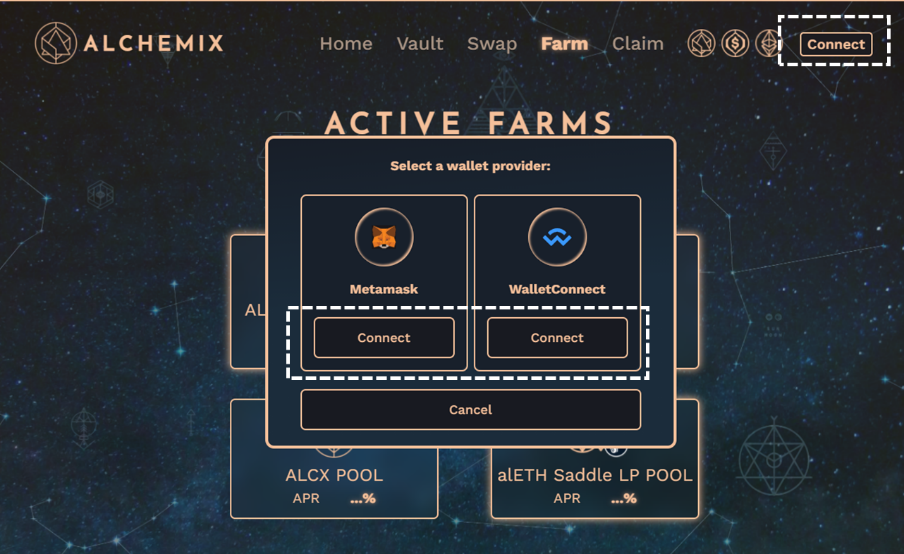 ALCHEMIX
Home Vault Swap Farm Claim
Connect
ACTIVE FARMS
Select a wallet provider:
Metamask WalletConnect
AL
Connect Connect
Cancel
ALCX POOL alETH Saddle LP POOL
APR ...% APR ...%